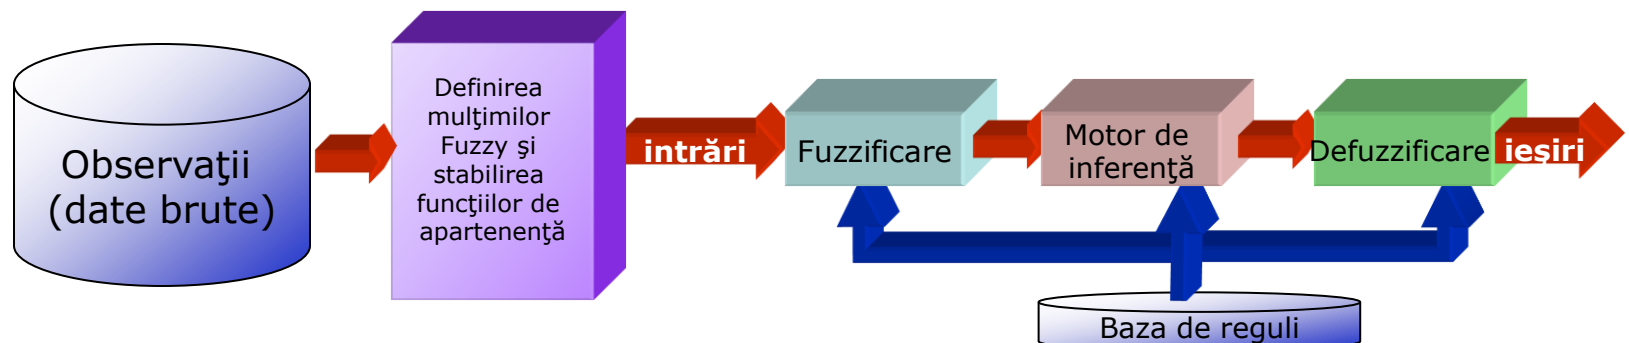 Observaţii
(date brute)
Definirea
mulţimilor
Fuzzy şi
stabilirea
funcţiilor de
apartenenţă
intrări
Fuzzificare
Motor de
inferenţă
Defuzzificare
ieşiri
Baza de reguli